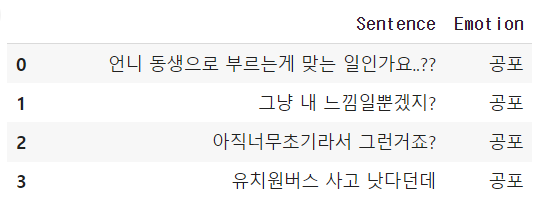 Sentence Emotion
0 언니 동생으로 부르는게 맞는 일인가요..?? 공포
1 그냥 내 느낌일뿐겠지? 공포
2 아직너무초기라서 그런거죠? 공포
3 유치원버스 사고 낫다던데 공포